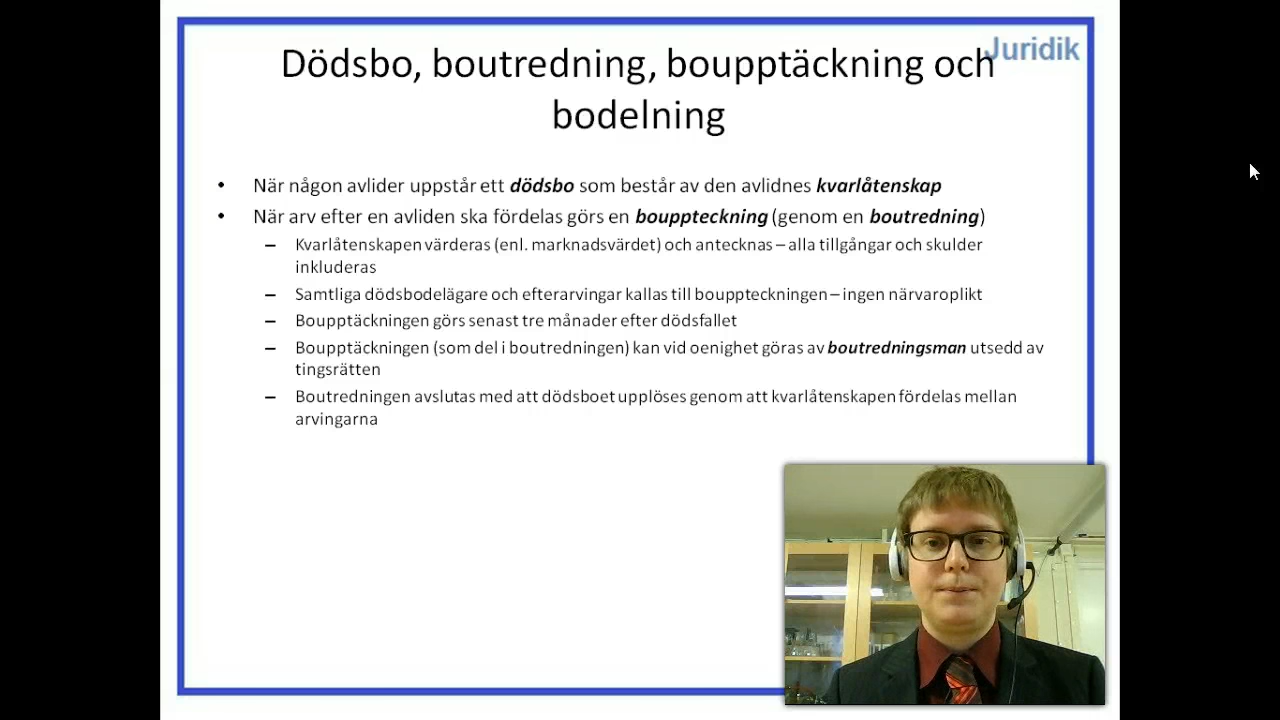 Juridik
Dödsbo, boutredning, boupptäckning och
bodelning
• När någon avlider uppstår ett dödsbo som består av den avlidnes kvarlåtenskap
• När arv efter en avliden ska fördelas görs en bouppteckning (genom en boutredning)
– Kvarlåtenskapen värderas (enl. marknadsvärdet) och antecknas – alla tillgångar och skulder
inkluderas
– Samtliga dödsbodelägare och efterarvingar kallas till bouppteckningen – ingen närvaroplikt
– Boupptäckningen görs senast tre månader efter dödsfallet
– Boupptäckningen (som del i boutredningen) kan vid oenighet göras av boutredningsman utsedd av
tingsrätten
– Boutredningen avslutas med att dödsboet upplöses genom att kvarlåtenskapen fördelas mellan
arvingarna